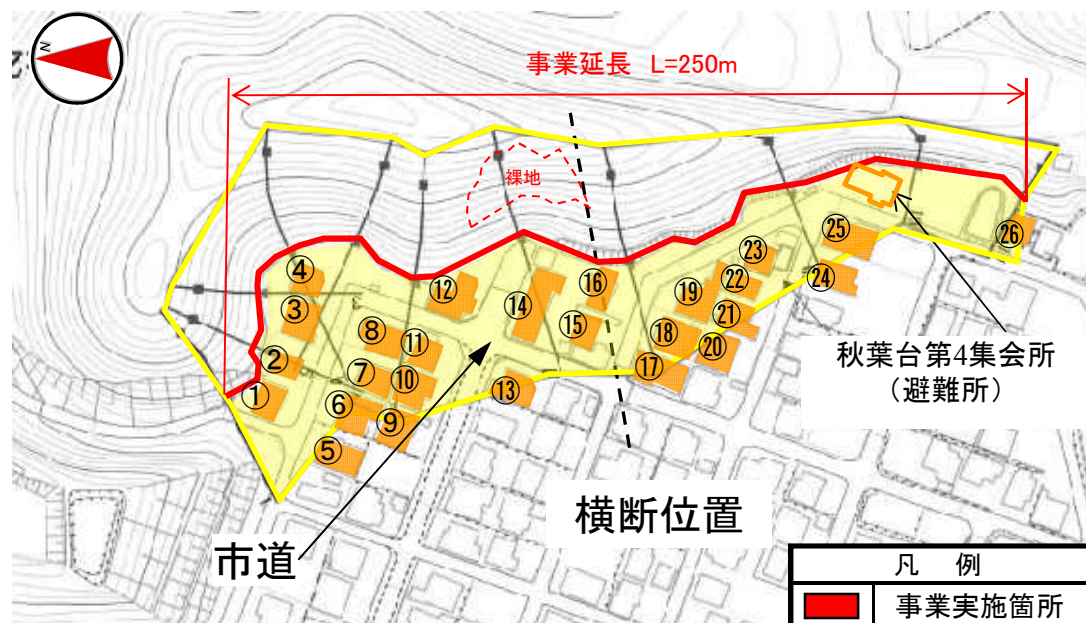 N
事業延長 L=250m
裸地
①
②
③
④
⑤
⑥
⑦
⑧
⑨
⑩
⑪
⑫
⑬
⑭
⑮
⑯
⑰
⑱
⑲
⑳
㉑
㉒
㉓
㉔
㉕
㉖
秋葉台第4集会所
(避難所)
横断位置
市道
凡 例
事業実施箇所